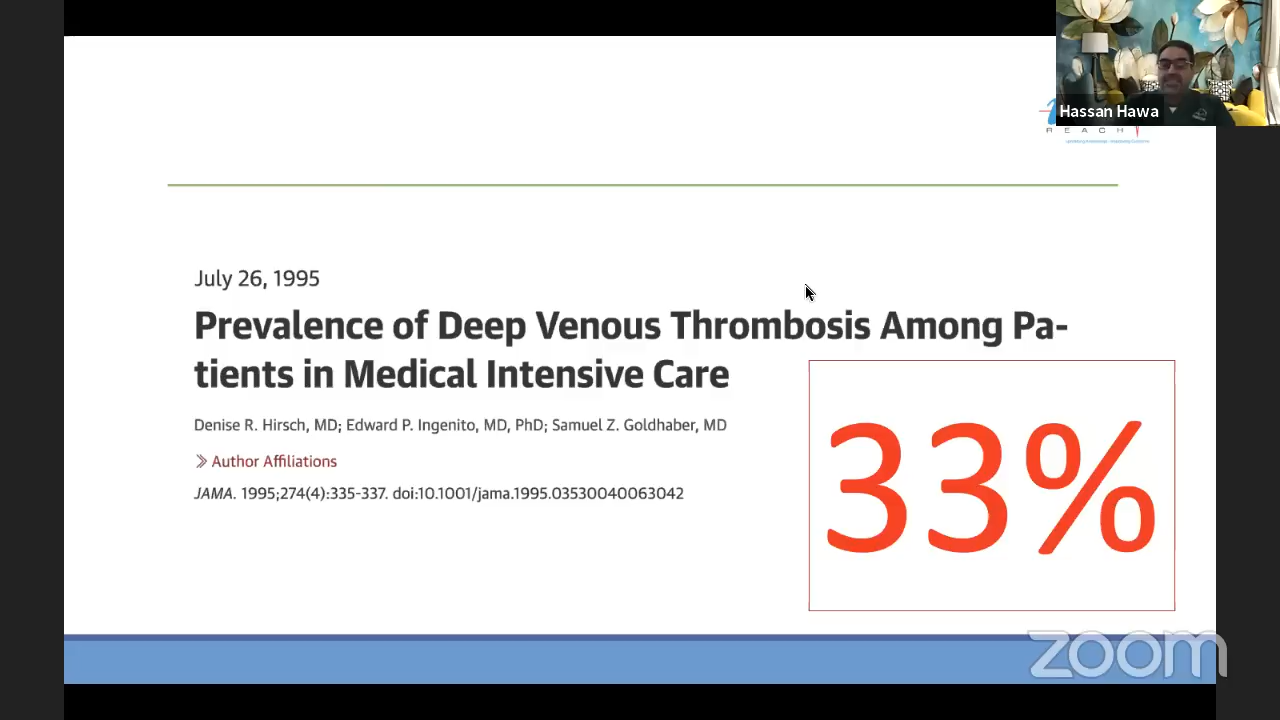 Hassan Hawa
REACH
July 26, 1995
Prevalence of Deep Venous Thrombosis Among Pa-
tients in Medical Intensive Care
Denise R. Hirsch, MD; Edward P. Ingenito, MD, PhD; Samuel Z. Goldhaber, MD
» Author Affiliations
JAMA. 1995;274(4):335-337. doi:10.1001/jama.1995.03530040063042
33%
zoom